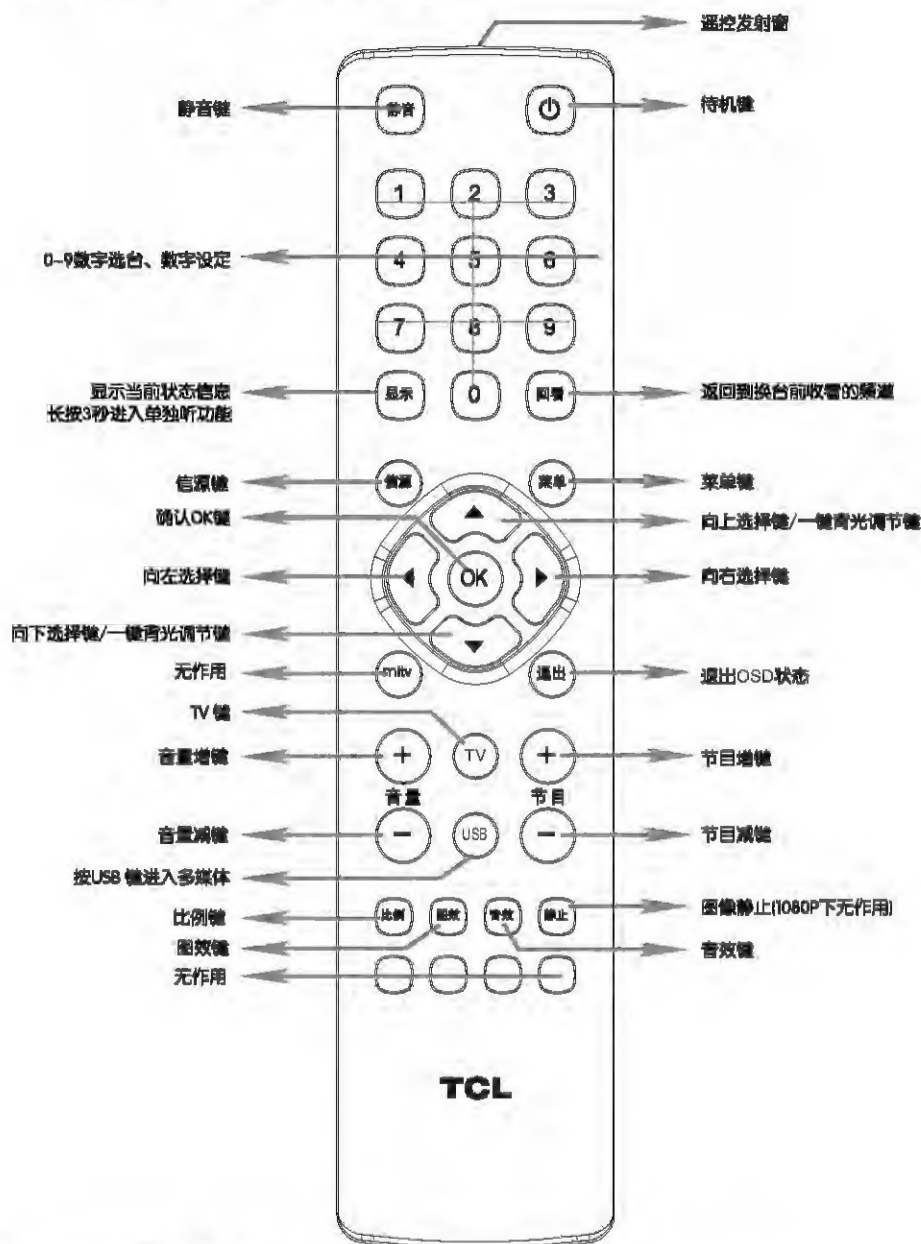 遥控发射窗
静音键
静音
待机键
1
2
3
0-9数字选台、数字设定
4
5
6
7
8
9
显示当前状态信息
长按3秒进入单独听功能
显示
0
回看
返回到换台前收看的频道
信源键
信源
菜单
菜单键
确认OK键
向上选择键/一键背光调节键
向左选择键
OK
向右选择键
向下选择键/一键背光调节键
无作用
mitv
退出
退出OSD状态
TV 键
音量增键
+
TV
+
节目增键
音量
节目
音量减键
-
USB
-
节目减键
按USB 键进入多媒体
比例键
比例
图效
音效
静止
图像静止(1080P下无作用)
图效键
音效键
无作用
TCL